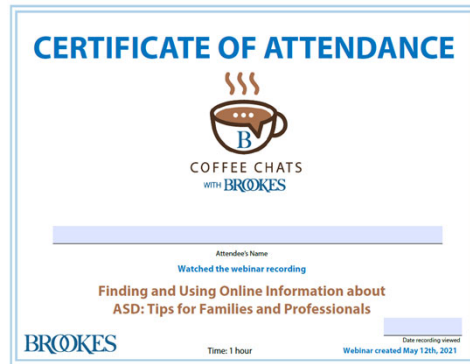 CERTIFICATE OF ATTENDANCE
B
COFFEE CHATS
WITH BROOKES
Attendee's Name
Watched the webinar recording
Finding and Using Online Information about
ASD: Tips for Families and Professionals
Date recording viewed
BROOKES
Time: 1 hour
Webinar created May 12th, 2021